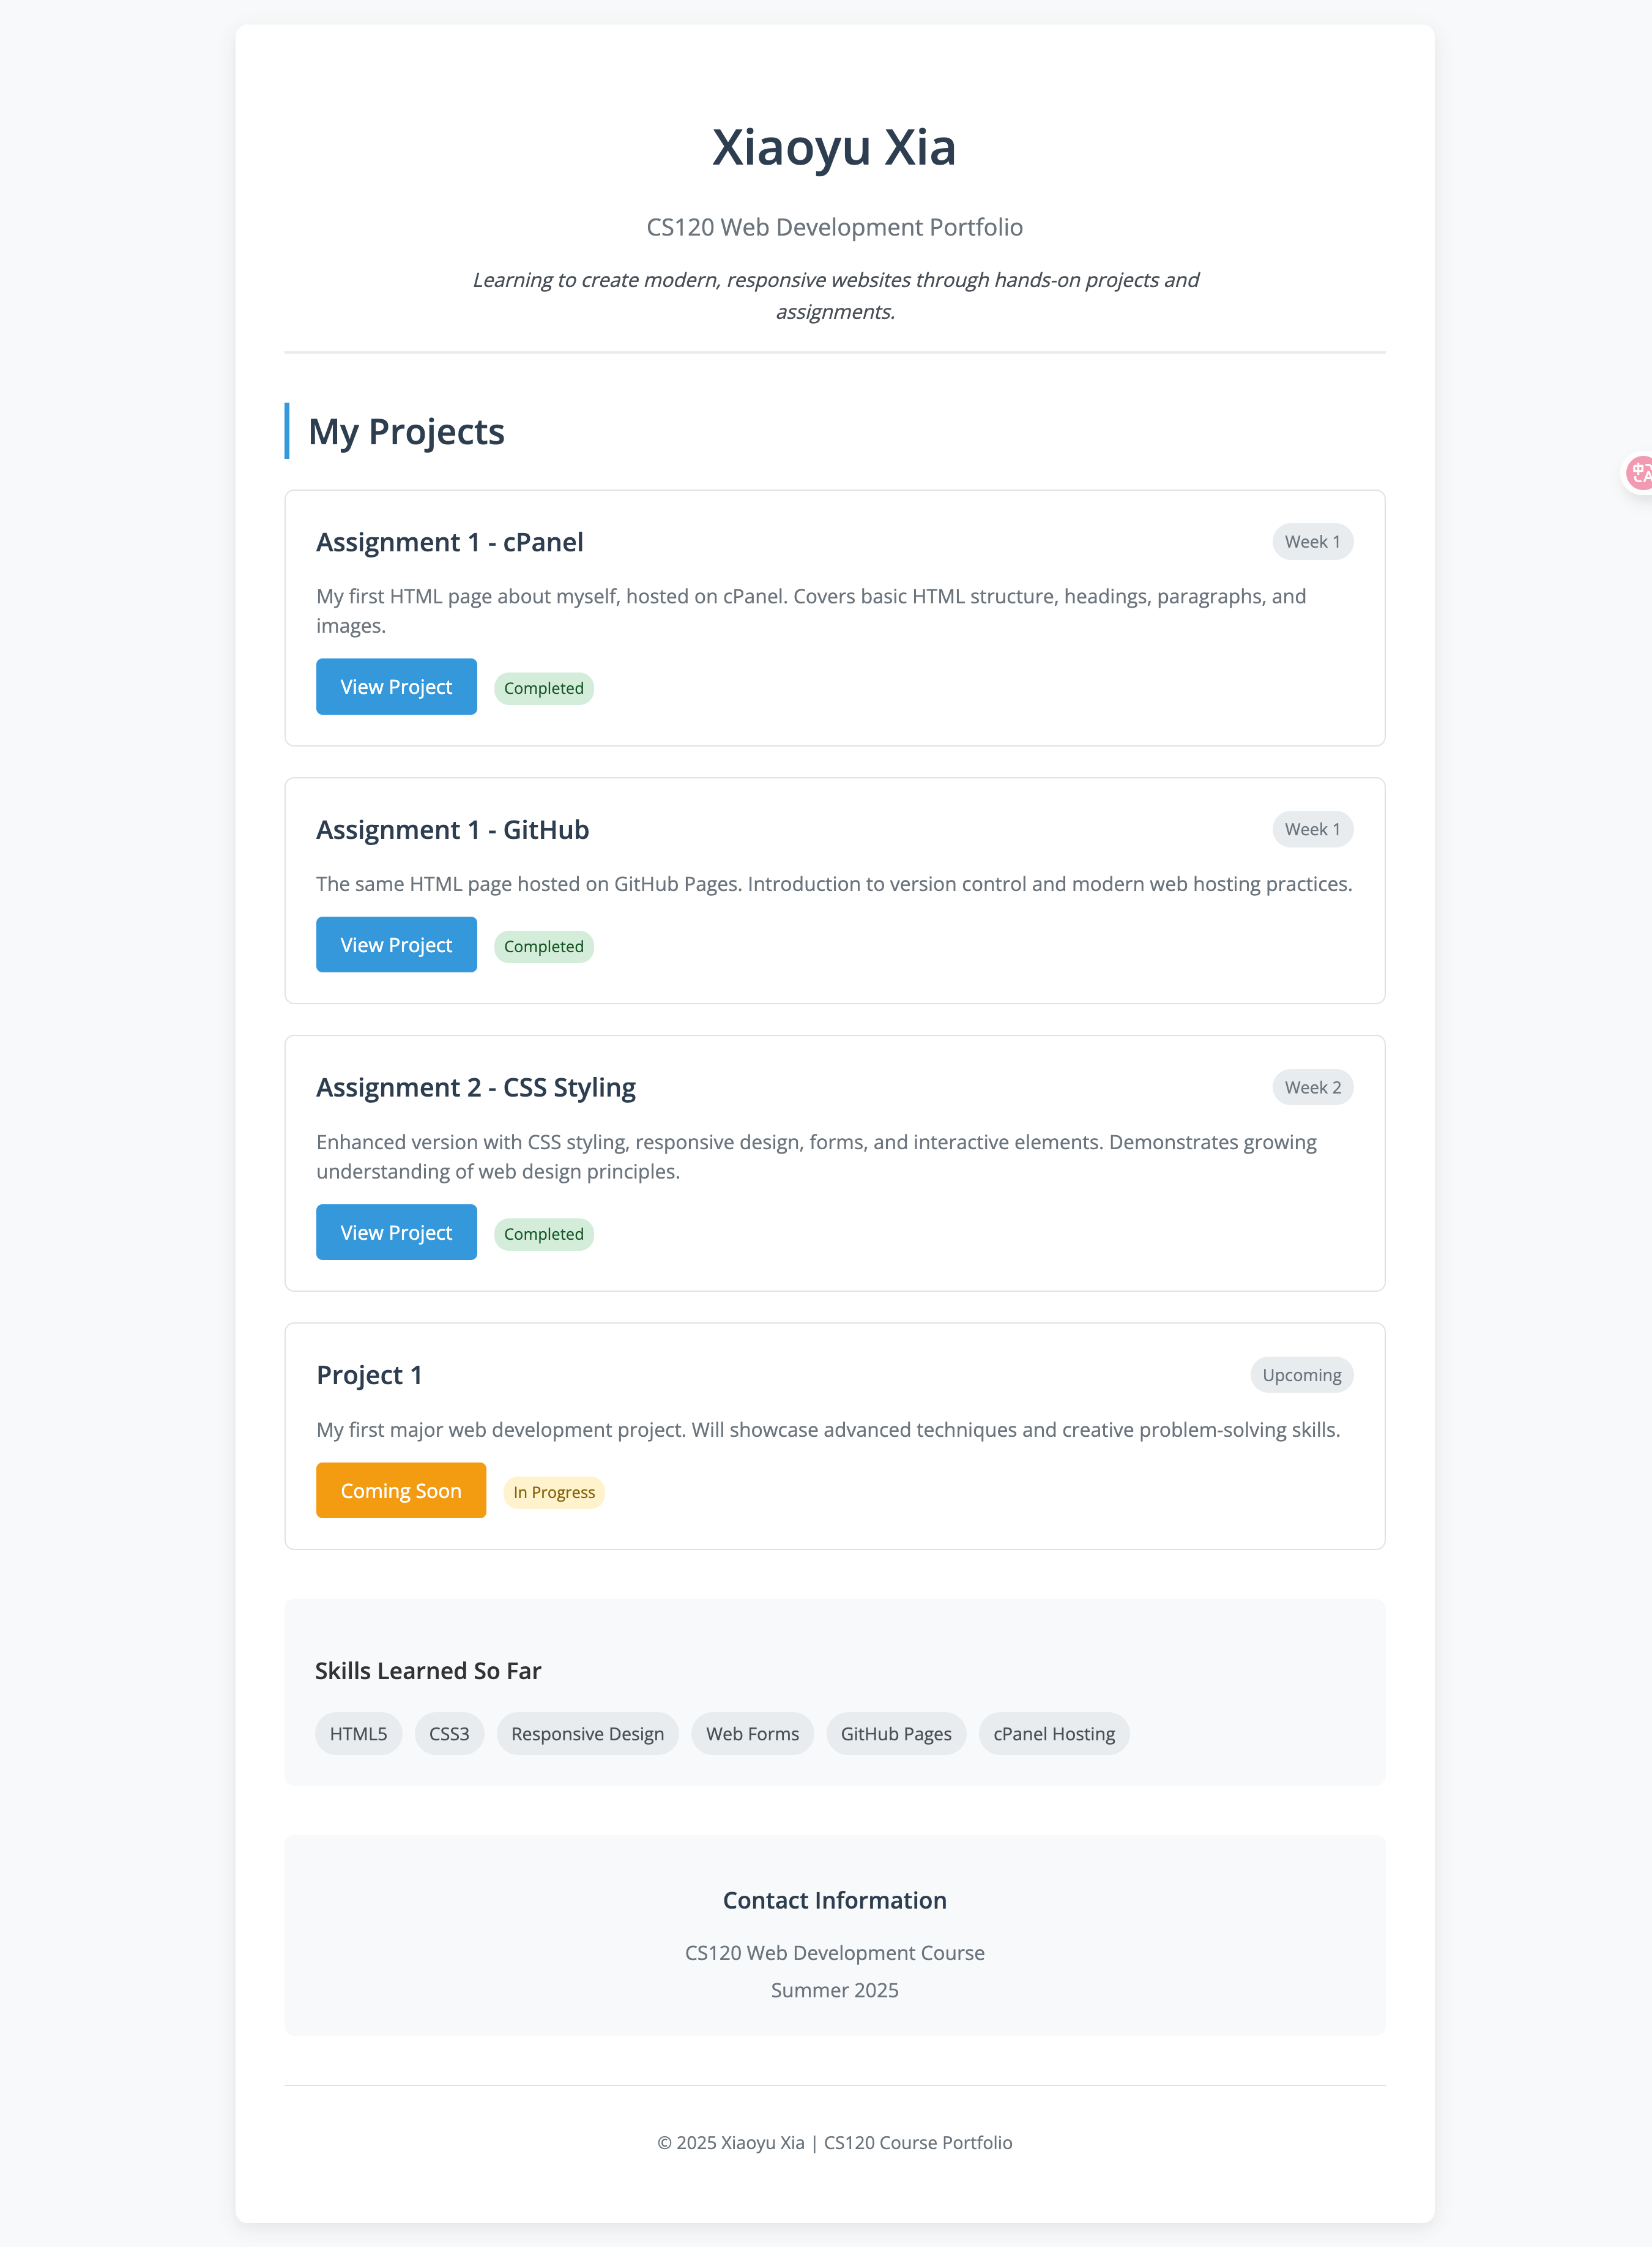 Xiaoyu Xia
CS120 Web Development Portfolio
Learning to create modern, responsive websites through hands-on projects and
assignments.
My Projects
Assignment 1 - cPanel
Week 1
My first HTML page about myself, hosted on cPanel. Covers basic HTML structure, headings, paragraphs, and
images.
View Project
Completed
Assignment 1 - GitHub
Week 1
The same HTML page hosted on GitHub Pages. Introduction to version control and modern web hosting practices.
View Project
Completed
Assignment 2 - CSS Styling
Week 2
Enhanced version with CSS styling, responsive design, forms, and interactive elements. Demonstrates growing
understanding of web design principles.
View Project
Completed
Project 1
Upcoming
My first major web development project. Will showcase advanced techniques and creative problem-solving skills.
Coming Soon
In Progress
Skills Learned So Far
HTML5
CSS3
Responsive Design
Web Forms
GitHub Pages
cPanel Hosting
Contact Information
CS120 Web Development Course
Summer 2025
© 2025 Xiaoyu Xia | CS120 Course Portfolio